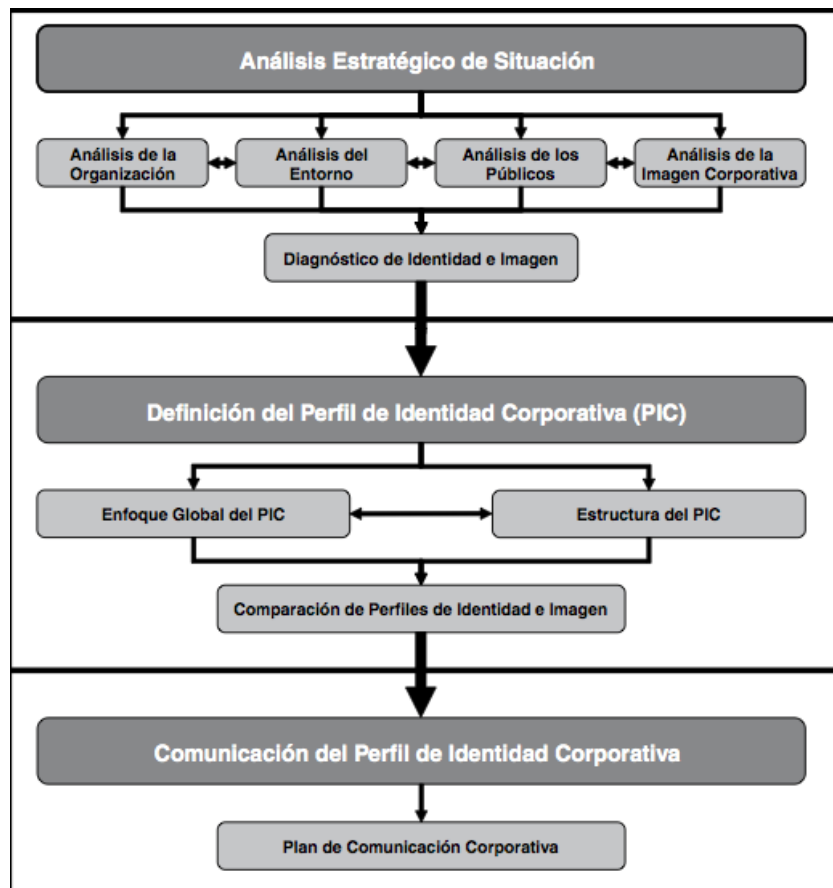 Análisis Estratégico de Situación
Análisis de la
Organización
Análisis del
Entorno
Análisis de los
Públicos
Análisis de la
Imagen Corporativa
Diagnóstico de Identidad e Imagen
Definición del Perfil de Identidad Corporativa (PIC)
Enfoque Global del PIC
Estructura del PIC
Comparación de Perfiles de Identidad e Imagen
Comunicación del Perfil de Identidad Corporativa
Plan de Comunicación Corporativa